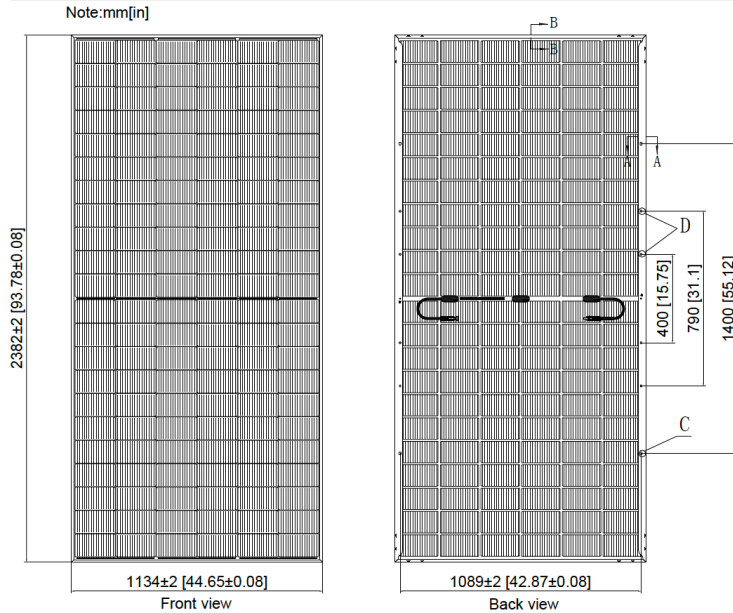 Note:mm[in]
B
B
A
A
D
C
2382±2 [93.78±0.08]
400 [15.75]
790 [31.1]
1400 [55.12]
1134±2 [44.65±0.08]
1089±2 [42.87±0.08]
Front view
Back view